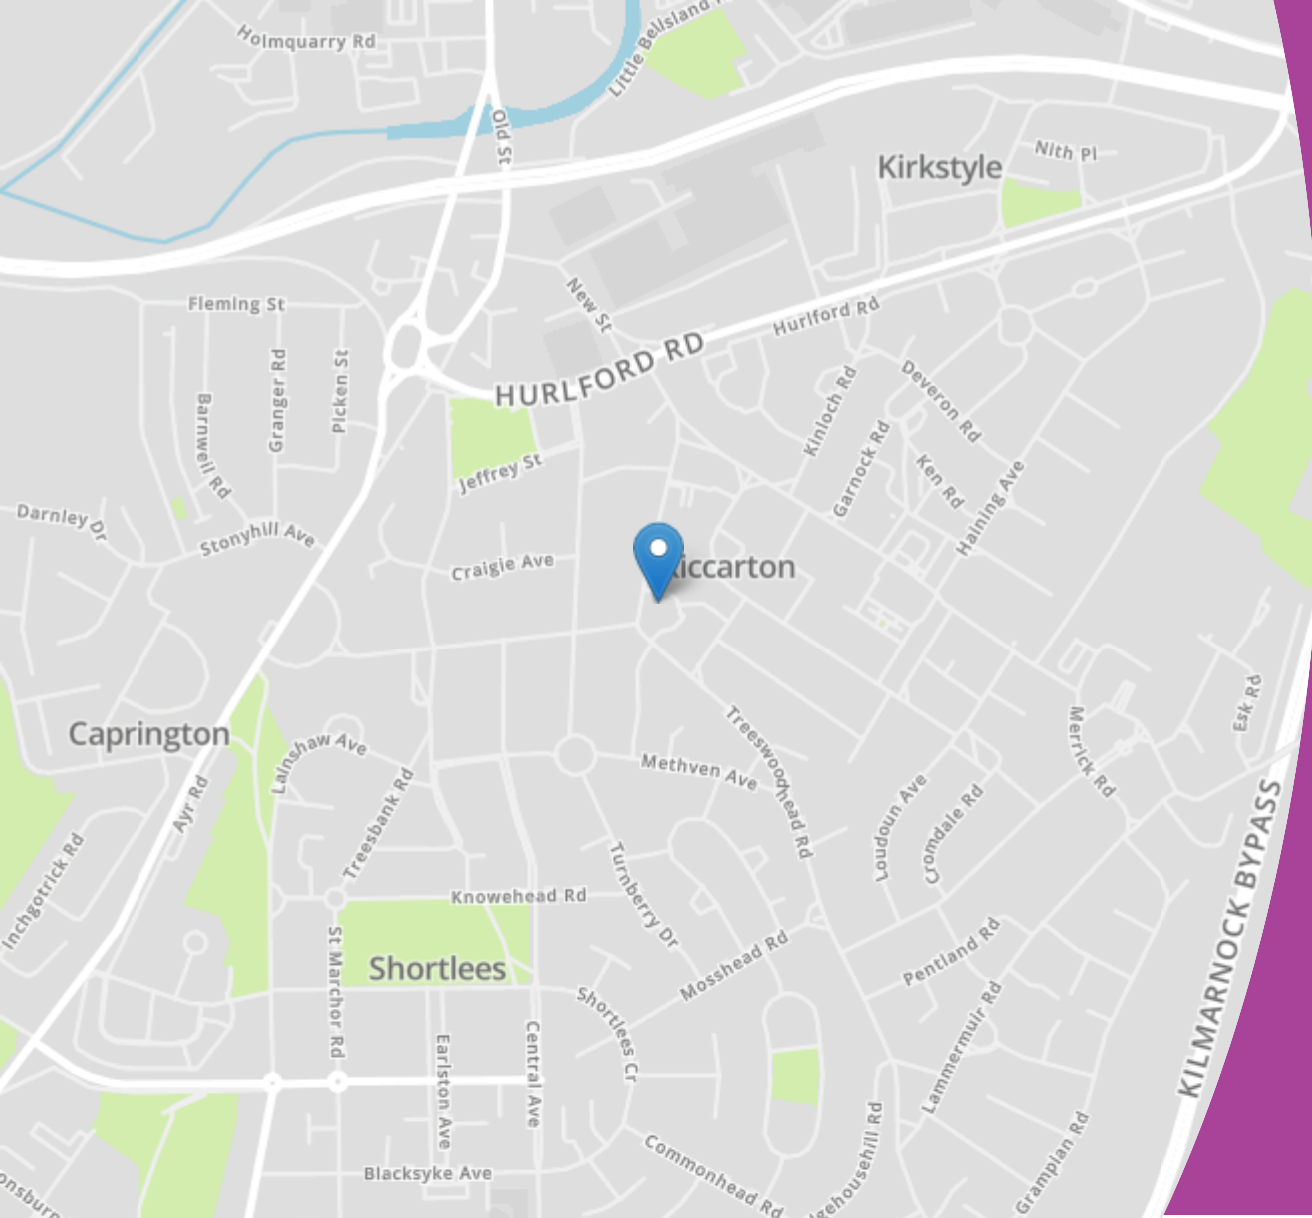 Holmquarry Rd
Little Bellsland
Old St
Nith Pl
Kirkstyle
Fleming St
New St
Hurlford Rd
HURLFORD RD
Granger Rd
Picken St
Barnwell Rd
Kinloch Rd
Deveron Rd
Garnock Rd
Ken Rd
Haining Ave
Jeffrey St
Darnley Dr
Stonyhill Ave
Craigie Ave
iccarton
Esk Rd
Caprington
Lainshaw Ave
Treeswoodhead Rd
Merrick Rd
Methven Ave
Ayr Rd
Treesbank Rd
Loudoun Ave
Cromdale Rd
Inchgotrick Rd
Turnberry Dr
KILMARNOCK BYPASS
Knowehead Rd
Shortlees
St Marchor Rd
Mosshead Rd
Pentland Rd
Shortlees Cr
Lammermuir Rd
Earlston Ave
Central Ave
Blacksyke Ave
Commonhead Rd
dgehousehill Rd
Grampian Rd
onsburn